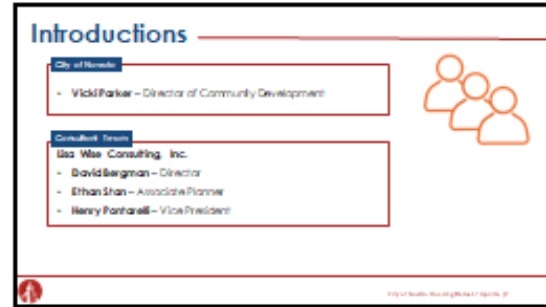 Introductions
City of Novato
• Vicki Parker – Director of Community Development
Consultant Team
Lisa Wise Consulting, Inc.
• David Bergman – Director
• Ethan Stan – Associate Planner
• Henry Pontarelli – Vice President